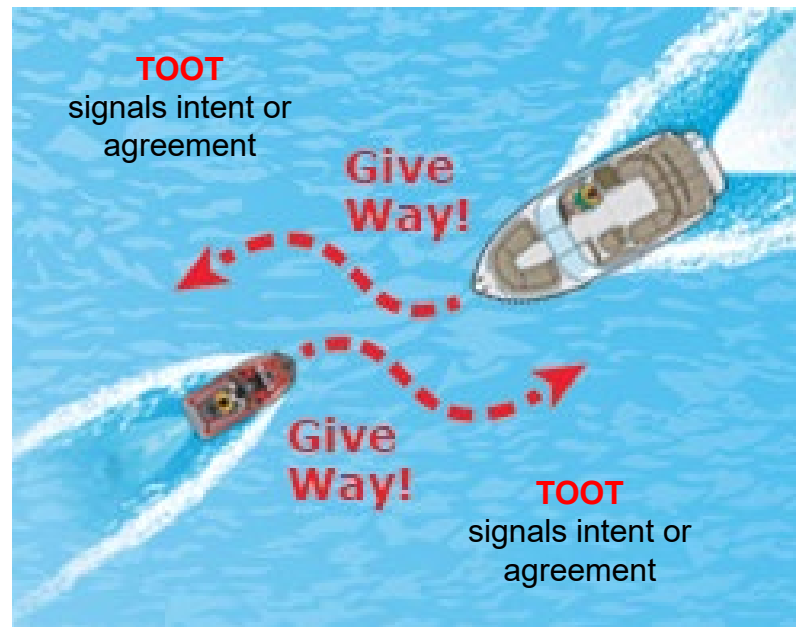 TOOT
signals intent or
agreement
Give
Way!
Give
Way!
TOOT
signals intent or
agreement